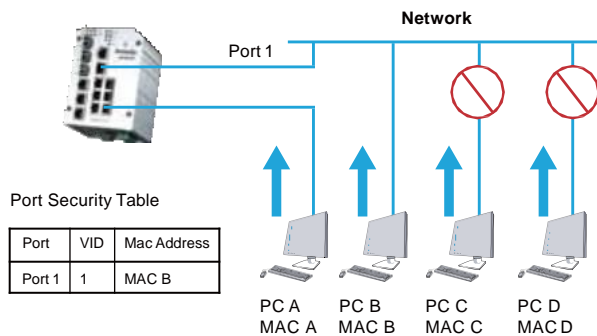 Network
Port 1
Port Security Table
Port VID Mac Address
Port 1 1 MAC B
PC A PC B PC C PC D
MAC A MAC B MAC C MAC D